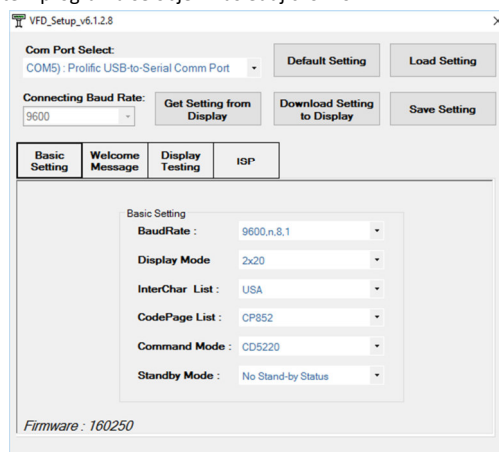 VFD_Setup_v6.1.2.8
Com Port Select:
COM5) : Prolific USB-to-Serial Comm Port
Default Setting
Load Setting
Connecting Baud Rate:
9600
Get Setting from Display
Download Setting to Display
Save Setting
Basic Setting
Welcome Message
Display Testing
ISP
Basic Setting
BaudRate : 9600,n,8,1
Display Mode 2x20
InterChar List : USA
CodePage List : CP852
Command Mode : CD5220
Standby Mode : No Stand-by Status
Firmware : 160250